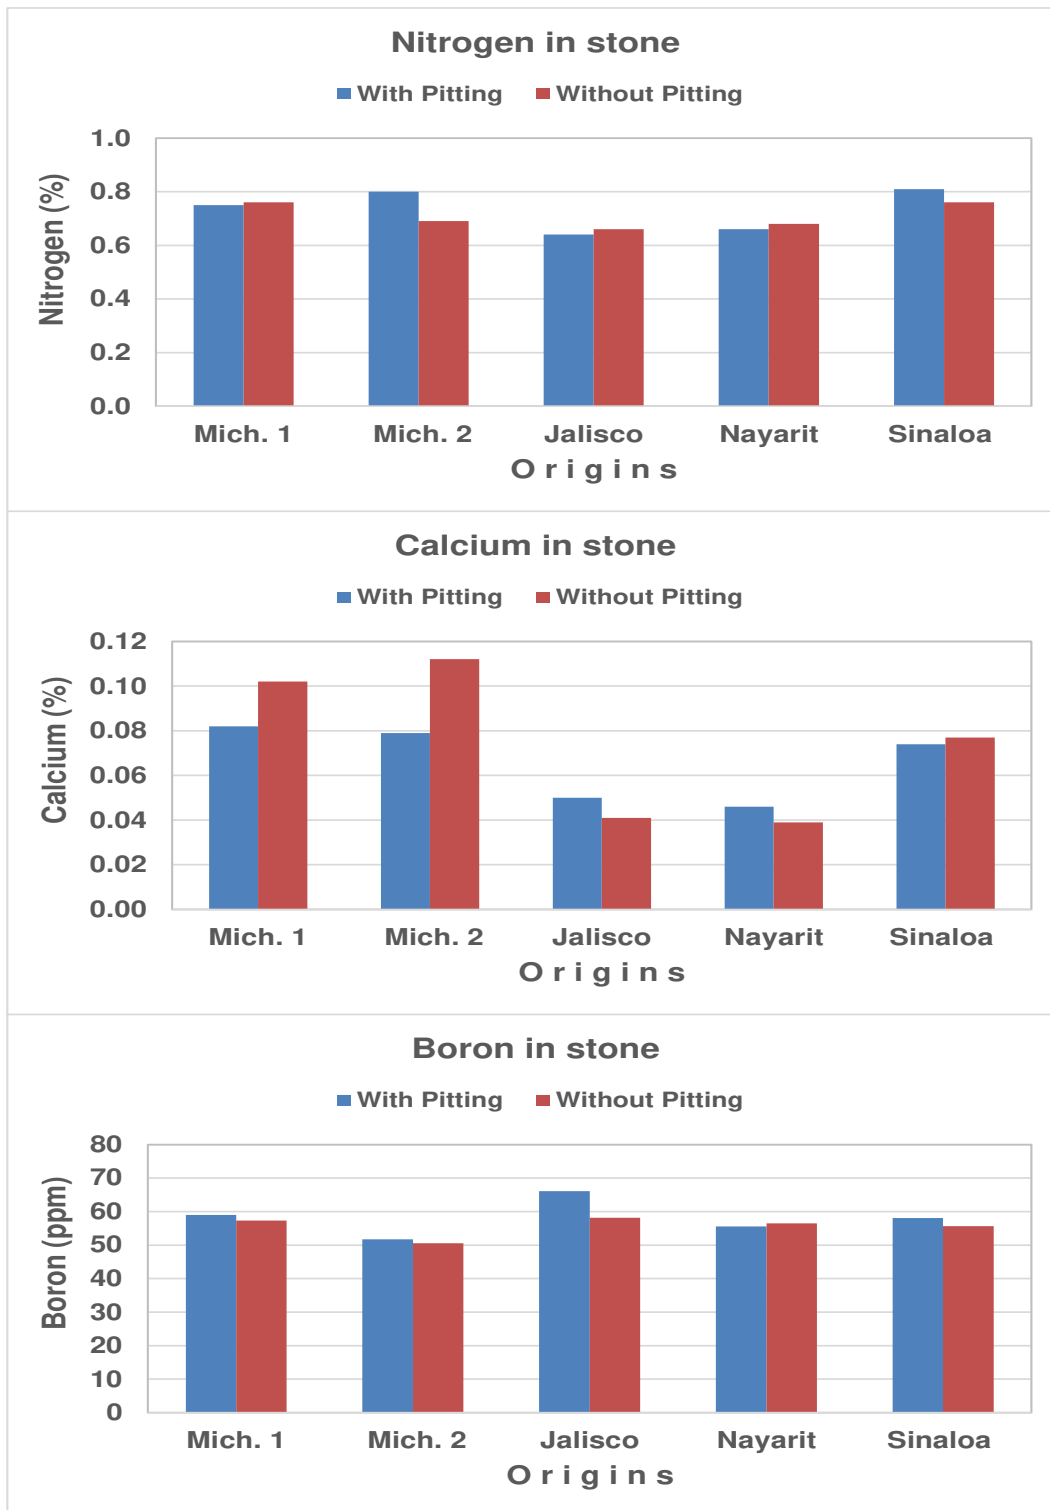 Nitrogen in stone
With Pitting Without Pitting
1.0
0.8
0.6
0.4
0.2
0.0
Nitrogen (%)
Mich. 1 Mich. 2 Jalisco Nayarit Sinaloa
Origins
Calcium in stone
With Pitting Without Pitting
0.12
0.10
0.08
0.06
0.04
0.02
0.00
Calcium (%)
Mich. 1 Mich. 2 Jalisco Nayarit Sinaloa
Origins
Boron in stone
With Pitting Without Pitting
80
70
60
50
40
30
20
10
0
Boron (ppm)
Mich. 1 Mich. 2 Jalisco Nayarit Sinaloa
Origins